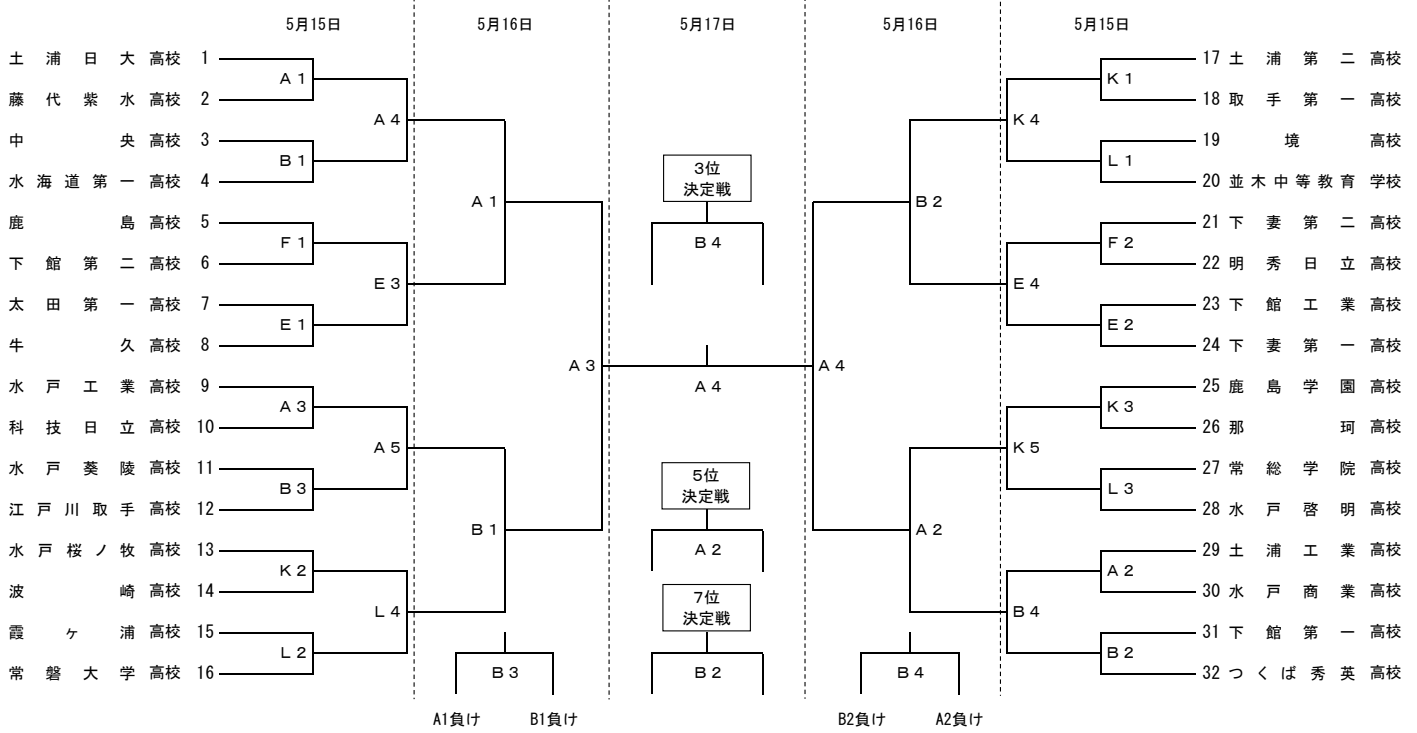 5月15日 5月16日 5月17日 5月16日 5月15日
土浦日大高校 1
A1
藤代紫水高校 2
A4
中央高校 3
B1
水海道第一高校 4
A1
鹿島高校 5
F1
下館第二高校 6
E3
太田第一高校 7
E1
牛久高校 8
A3
水戸工業高校 9
A3
科技日立高校 10
A5
水戸葵陵高校 11
B3
江戸川取手高校 12
B1
水戸桜ノ牧高校 13
K2
波崎高校 14
L4
霞ヶ浦高校 15
L2
常磐大学高校 16
B3
A1負け B1負け
3位
決定戦
B4
A4
5位
決定戦
A2
7位
決定戦
B2
17 土浦第二高校
K1
18 取手第一高校
K4
19 境高校
L1
20 並木中等教育学校
B2
21 下妻第二高校
F2
22 明秀日立高校
E4
23 下館工業高校
E2
24 下妻第一高校
A4
25 鹿島学園高校
K3
26 那珂高校
K5
27 常総学院高校
L3
28 水戸啓明高校
A2
29 土浦工業高校
A2
30 水戸商業高校
B4
31 下館第一高校
B2
32 つくば秀英高校
B4
B2負け A2負け